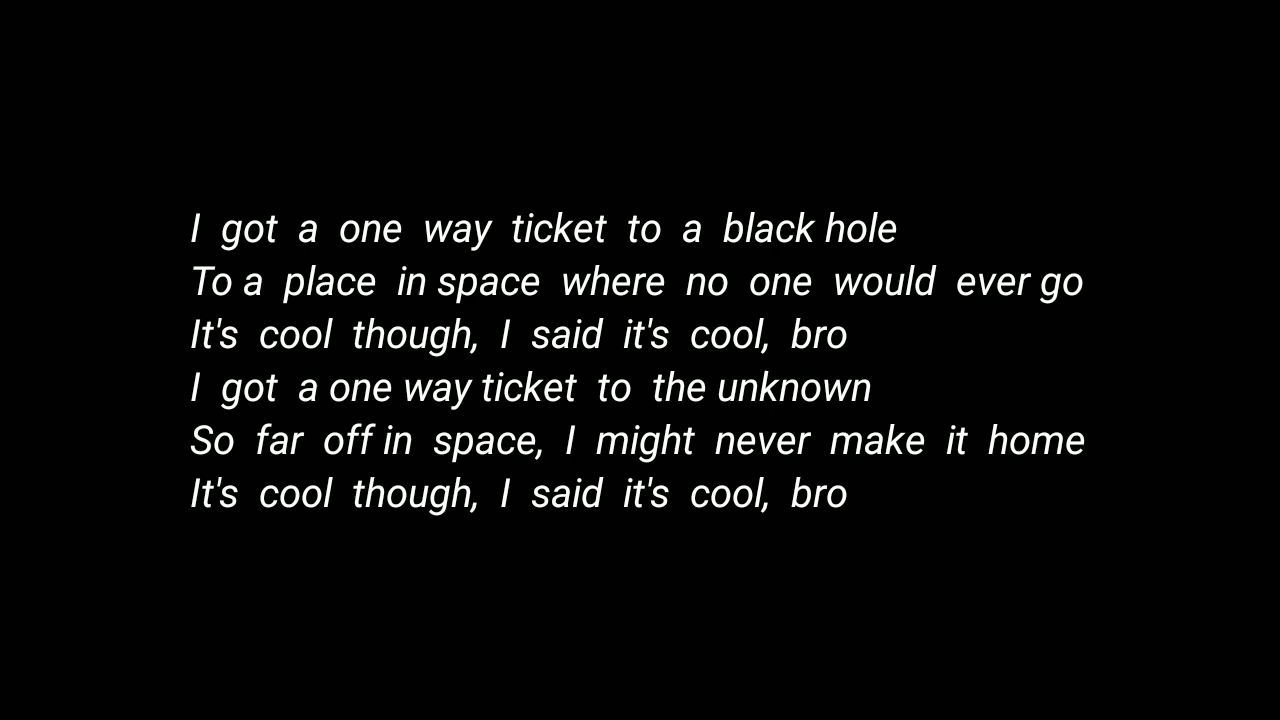 I got a one way ticket to a black hole
To a place in space where no one would ever go
It's cool though, I said it's cool, bro
I got a one way ticket to the unknown
So far off in space, I might never make it home
It's cool though, I said it's cool, bro